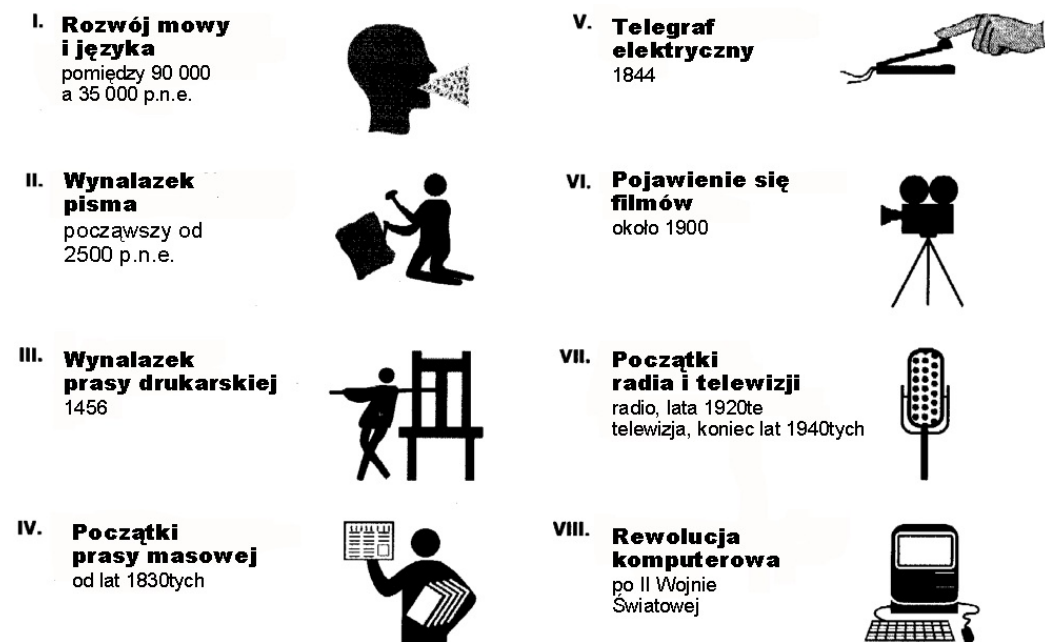 I. Rozwój mowy
i języka
pomiędzy 90 000
a 35 000 p.n.e.
II. Wynalazek
pisma
począwszy od
2500 p.n.e.
III. Wynalazek
prasy drukarskiej
1456
IV. Początki
prasy masowej
od lat 1830tych
V. Telegraf
elektryczny
1844
VI. Pojawienie się
filmów
około 1900
VII. Początki
radia i telewizji
radio, lata 1920te
telewizja, koniec lat 1940tych
VIII. Rewolucja
komputerowa
po II Wojnie
Światowej